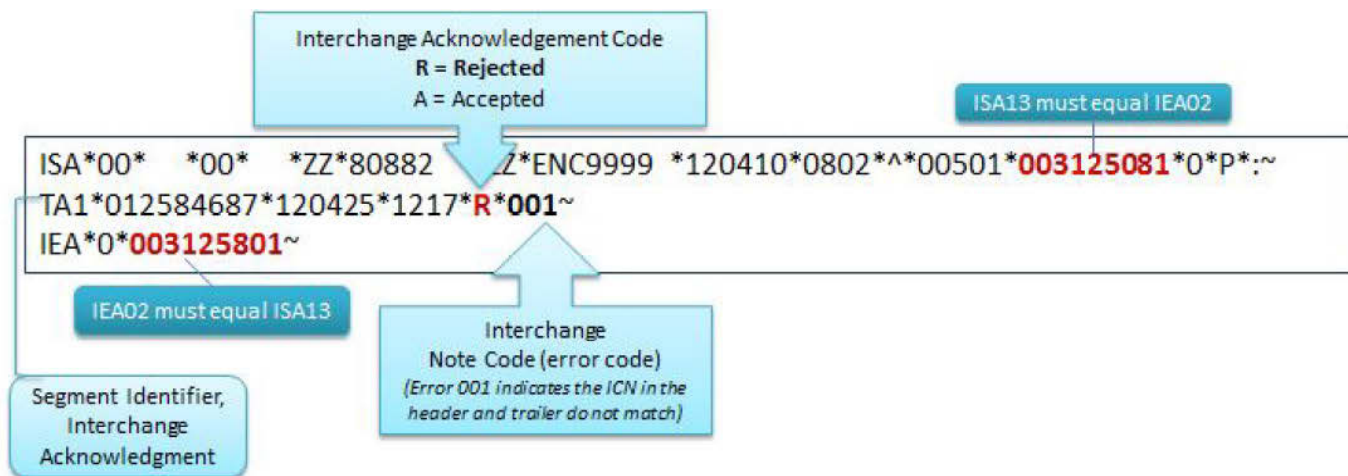 Interchange Acknowledgement Code
R = Rejected
A = Accepted
ISA13 must equal IEA02
ISA*00* *00* *ZZ*80882 ZZ*ENC9999 *120410*0802*^*00501*003125081*0*P*:~
TA1*012584687*120425*1217*R*001~
IEA*0*003125801~
IEA02 must equal ISA13
Interchange
Note Code (error code)
(Error 001 indicates the ICN in the
header and trailer do not match)
Segment Identifier,
Interchange
Acknowledgment